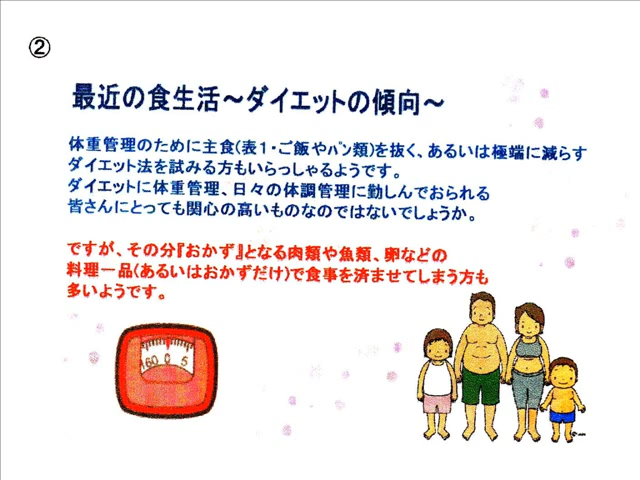 ②
最近の食生活～ダイエットの傾向～
体重管理のために主食(表１・ご飯やパン類)を抜く、あるいは極端に減らす
ダイエット法を試みる方もいらっしゃるようです。
ダイエットに体重管理、日々の体調管理に勤しんでおられる
皆さんにとっても関心の高いものなのではないでしょうか。
ですが、その分『おかず』となる肉類や魚類、卵などの
料理一品(あるいはおかずだけ)で食事を済ませてしまう方も
多いようです。
160 0 5